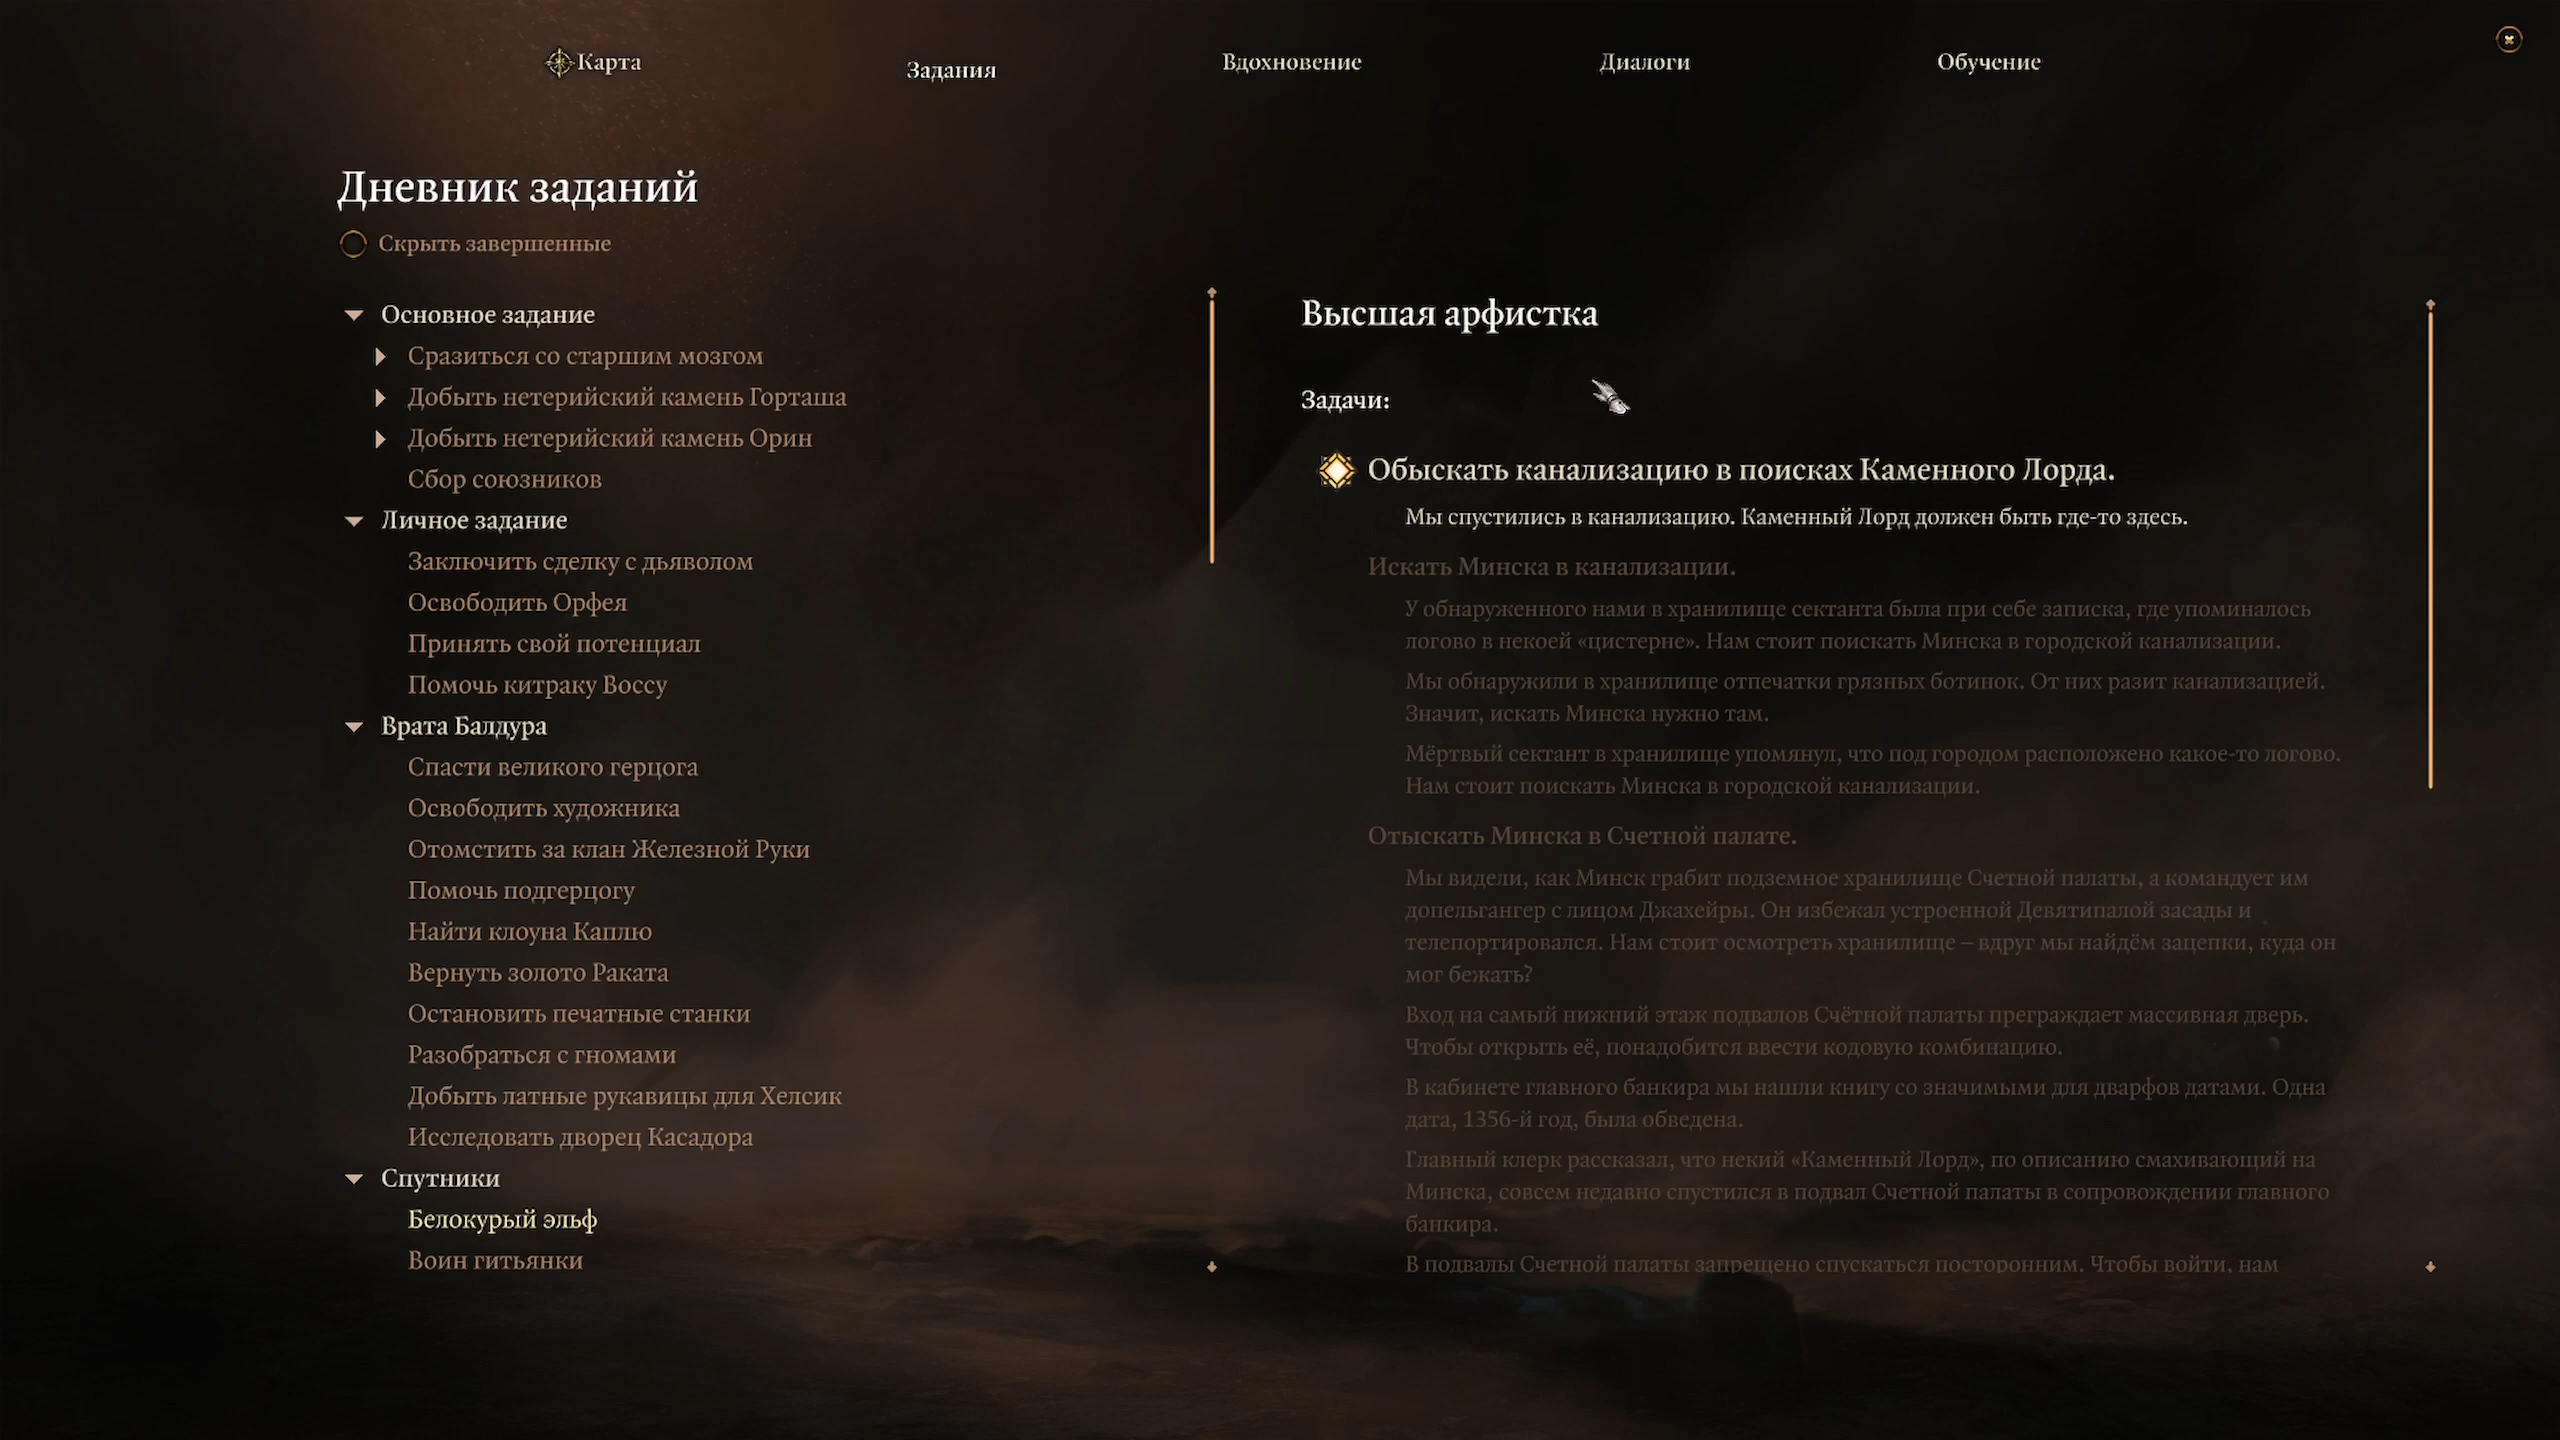 Карта
Задания
Вдохновение
Диалоги
Обучение
Дневник заданий
Скрыть завершенные
Основное задание
Сразиться со старшим мозгом
Добыть нетерийский камень Горташа
Добыть нетерийский камень Орин
Сбор союзников
Личное задание
Заключить сделку с дьяволом
Освободить Орфея
Принять свой потенциал
Помочь китраку Воссу
Врата Балдура
Спасти великого герцога
Освободить художника
Отомстить за клан Железной Руки
Помочь подгерцогу
Найти клоуна Каплю
Вернуть золото Раката
Остановить печатные станки
Разобраться с гномами
Добыть латные рукавицы для Хелсик
Исследовать дворец Касадора
Спутники
Белокурый эльф
Воин гитьянки
Высшая арфистка
Задачи:
Обыскать канализацию в поисках Каменного Лорда.
Мы спустились в канализацию. Каменный Лорд должен быть где-то здесь.
Искать Минска в канализации.
У обнаруженного нами в хранилище сектанта была при себе записка, где упоминалось
логово в некоей «цистерне». Нам стоит поискать Минска в городской канализации.
Мы обнаружили в хранилище отпечатки грязных ботинок. От них разит канализацией.
Значит, искать Минска нужно там.
Мёртвый сектант в хранилище упомянул, что под городом расположено какое-то логово.
Нам стоит поискать Минска в городской канализации.
Отыскать Минска в Счетной палате.
Мы видели, как Минск грабит подземное хранилище Счетной палаты, а командует им
допельгангер с лицом Джахейры. Он избежал устроенной Девятипалой засады и
телепортировался. Нам стоит осмотреть хранилище – вдруг мы найдём зацепки, куда он
мог бежать?
Вход на самый нижний этаж подвалов Счётной палаты преграждает массивная дверь.
Чтобы открыть её, понадобится ввести кодовую комбинацию.
В кабинете главного банкира мы нашли книгу со значимыми для дварфов датами. Одна
дата, 1356-й год, была обведена.
Главный клерк рассказал, что некий «Каменный Лорд», по описанию смахивающий на
Минска, совсем недавно спустился в подвал Счетной палаты в сопровождении главного
банкира.
В подвалы Счетной палаты запрещено спускаться посторонним. Чтобы войти, нам